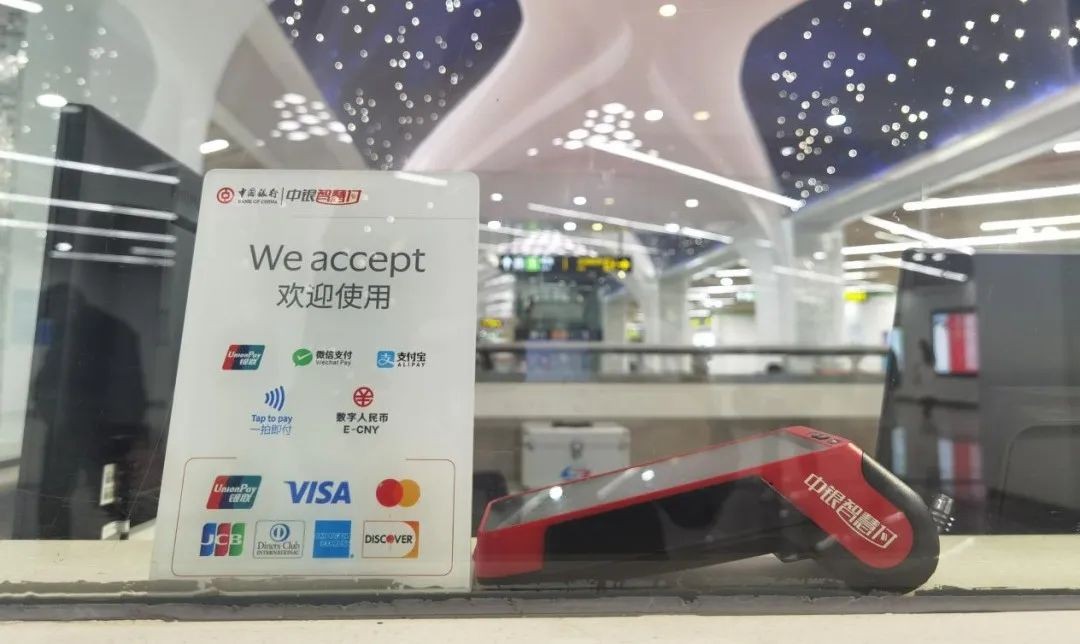 中国银行 中银智慧付
BANK OF CHINA
We accept
欢迎使用
UnionPay 银联 微信支付 Wechat Pay 支付宝 ALIPAY
Tap to pay
一拍即付
数字人民币
E-CNY
UnionPay 银联 VISA
JCB Diners Club INTERNATIONAL DISCOVER
中银智慧付